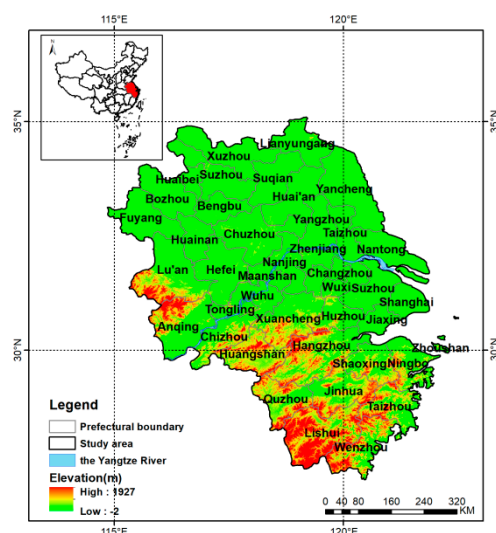 N
115°E
120°E
35°N
35°N
Lianyungang
Xuzhou
Suzhou
Suqian
Huaibei
Yancheng
Bozhou
Huai'an
Bengbu
Fuyang
Yangzhou
Chuzhou
Taizhou
Huainan
Zhenjiang
Nantong
Nanjing
Lu'an
Hefei
Maanshan
Changzhou
Wuxi
Suzhou
Wuhu
Shanghai
Tongling
Xuancheng
Huzhou
Jiaxing
Anqing
Chizhou
Hangzhou
30°N
30°N
Huangshan
Zhoushan
Shaoxing
Ningbo
Jinhua
Quzhou
Taizhou
Lishui
Wenzhou
Legend
Prefectural boundary
Study area
the Yangtze River
Elevation(m)
High : 1927
Low : -2
0 40 80 160 240 320
KM
115°E
120°E